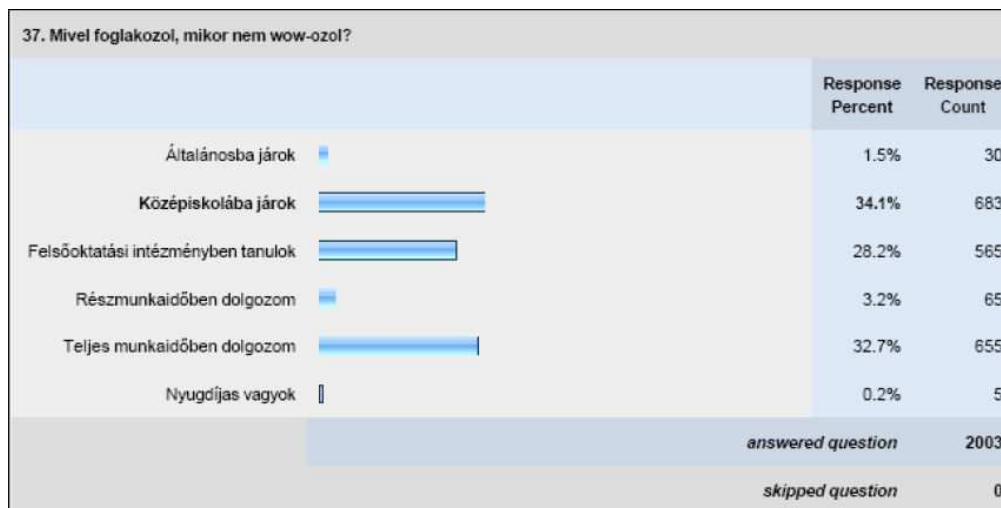 37. Mivel foglakozol, mikor nem wow-ozol?
Response Percent Response Count
Általánosba járok 1.5% 30
Középiskolába járok 34.1% 683
Felsőoktatási intézményben tanulok 28.2% 565
Részmunkaidőben dolgozom 3.2% 65
Teljes munkaidőben dolgozom 32.7% 655
Nyugdíjas vagyok 0.2% 5
answered question 2003
skipped question 0